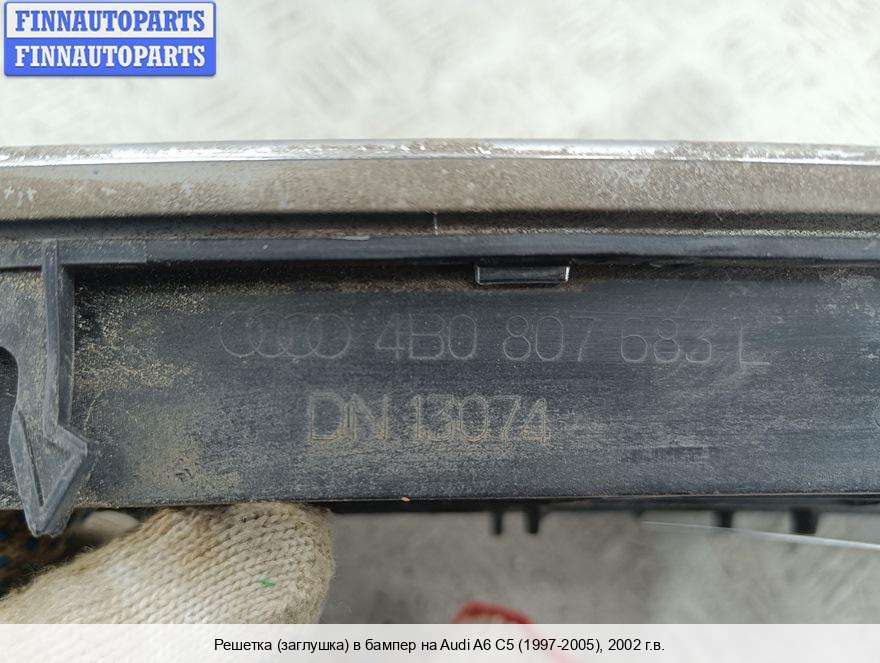 FINNAUTOPARTS
FINNAUTOPARTS
4B0 807 683 L
DN 13074
Решетка (заглушка) в бампер на Audi A6 C5 (1997-2005), 2002 г.в.